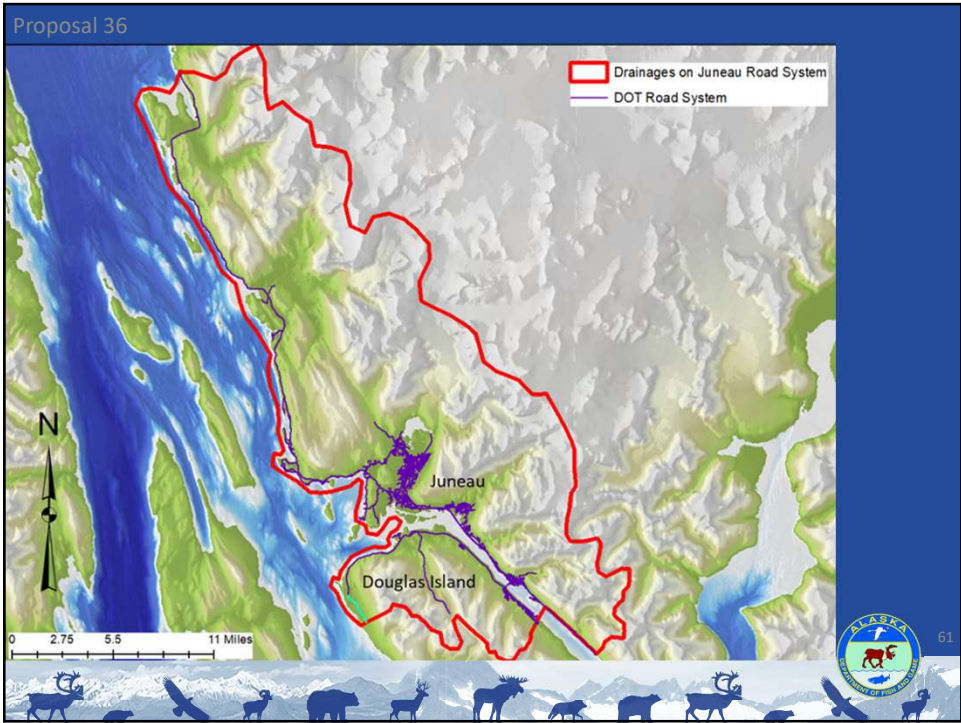 Proposal 36
Drainages on Juneau Road System
DOT Road System
N
Juneau
Douglas Island
0 2.75 5.5 11 Miles
ALASKA
DEPARTMENT OF FISH AND GAME
61